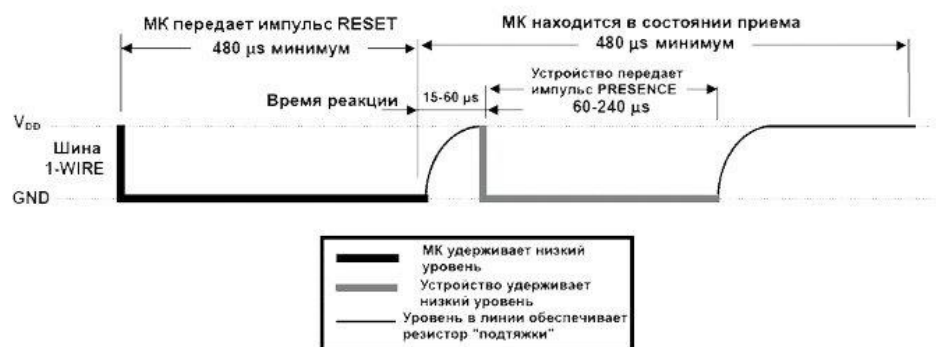 МК передает импульс RESET
480 µs минимум
МК находится в состоянии приема
480 µs минимум
Устройство передает
импульс PRESENCE
60-240 µs
Время реакции
15-60 µs
VDD
Шина
1-WIRE
GND
МК удерживает низкий
уровень
Устройство удерживает
низкий уровень
Уровень в линии обеспечивает
резистор "подтяжки"